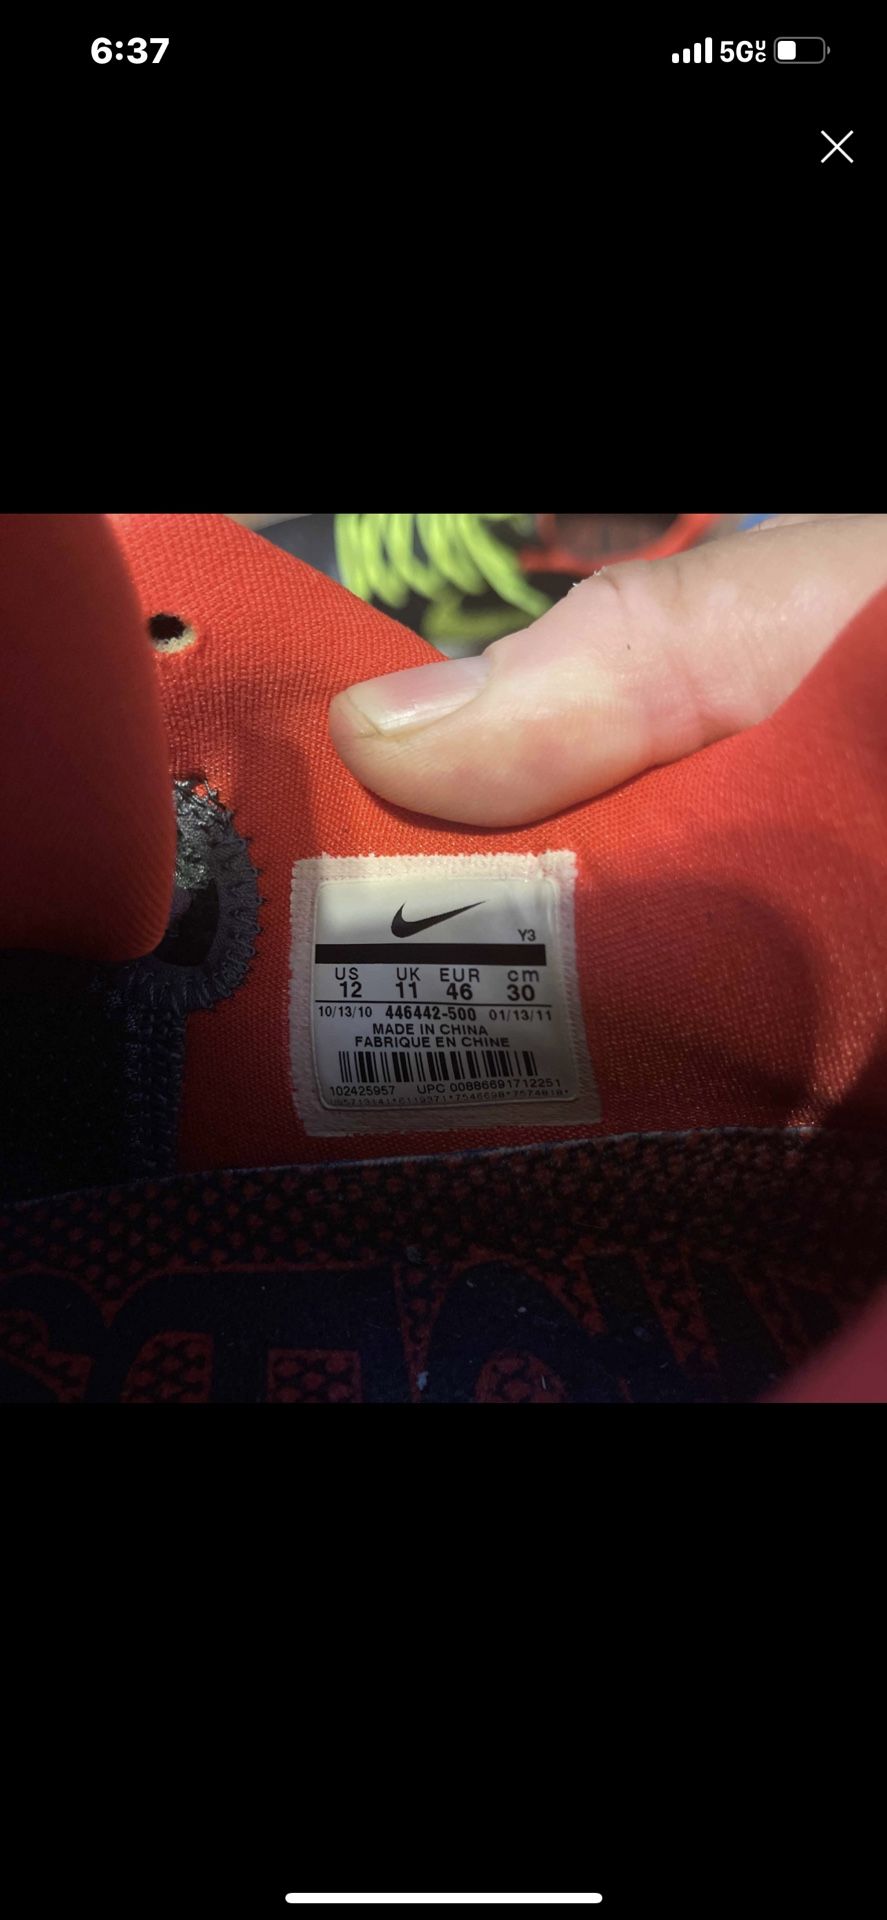 6:37
5GUC
Y3
US UK EUR cm
12 11 46 30
10/13/10 446442-500 01/13/11
MADE IN CHINA
FABRIQUE EN CHINE
102425957 UPC 00886691712251